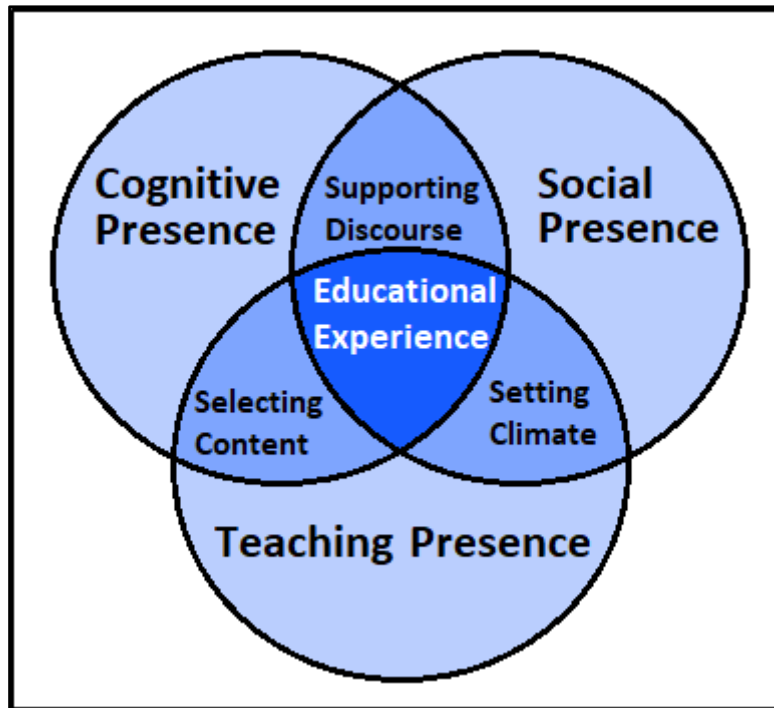 Cognitive
Presence
Supporting
Discourse
Social
Presence
Educational
Experience
Selecting
Content
Setting
Climate
Teaching Presence